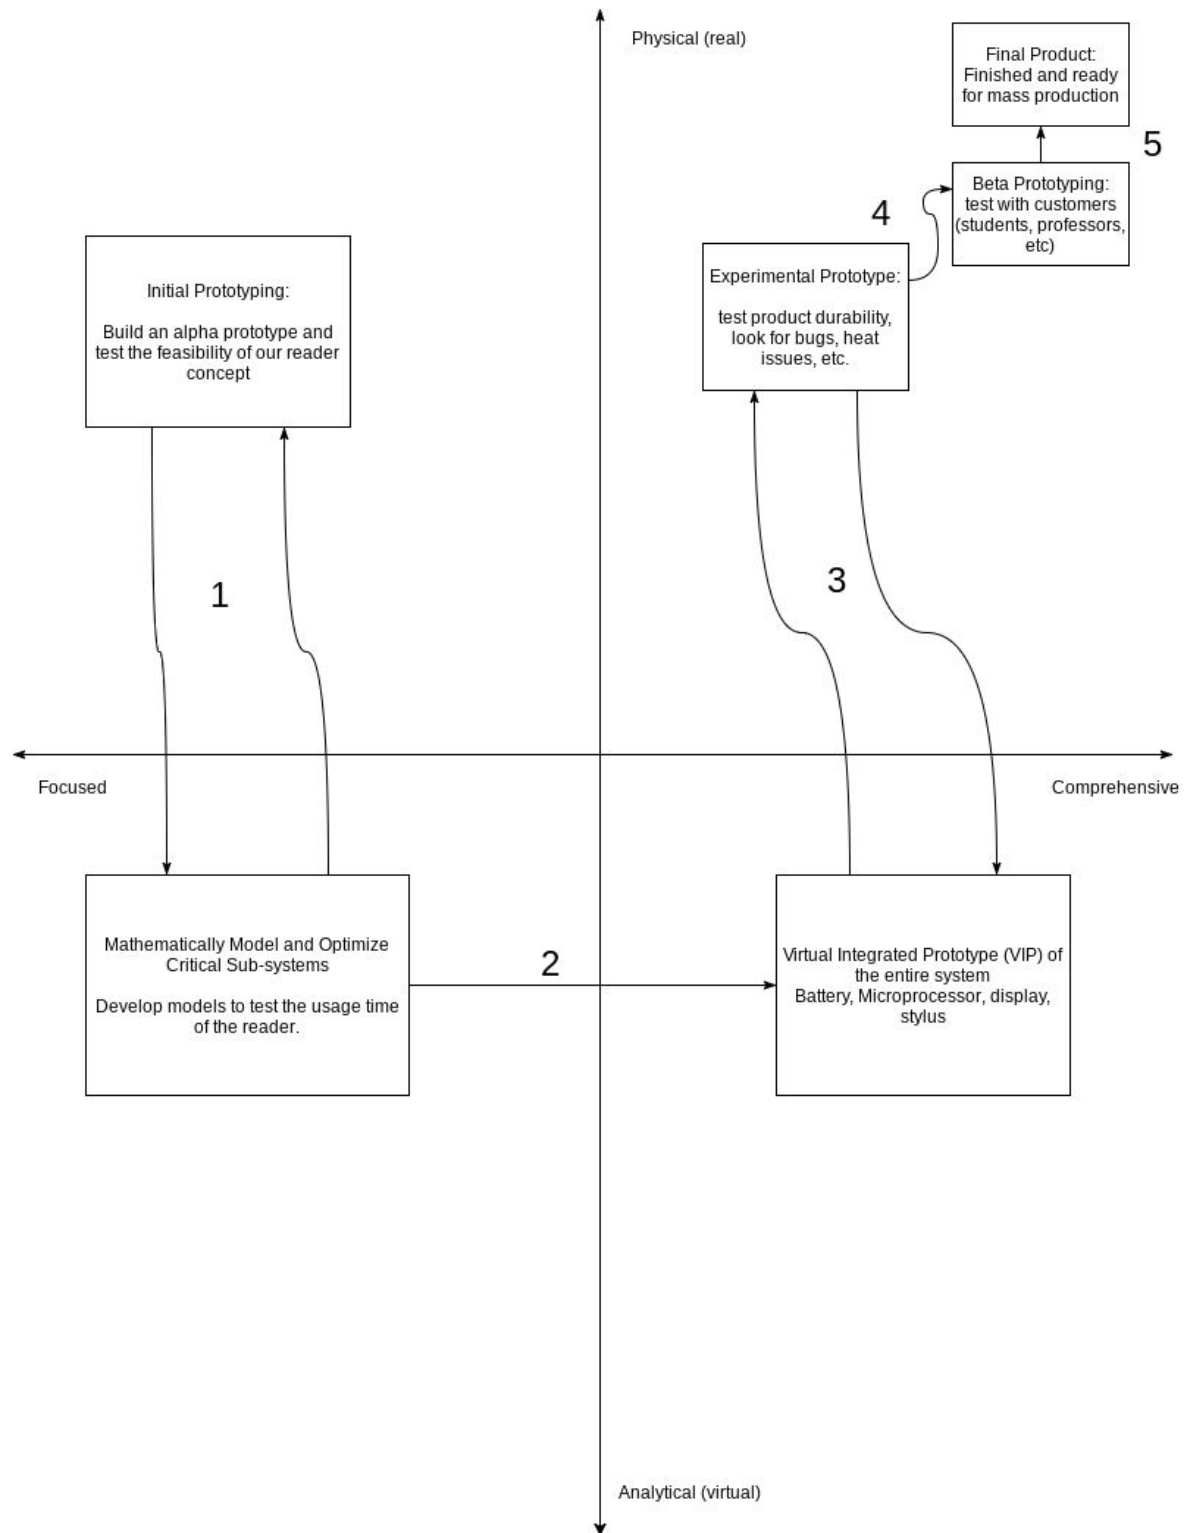 Physical (real)
Final Product:
Finished and ready
for mass production
5
Beta Prototyping:
test with customers
(students, professors,
etc)
4
Initial Prototyping:
Build an alpha prototype and
test the feasibility of our reader
concept
Experimental Prototype:
test product durability,
look for bugs, heat
issues, etc.
1
3
Focused
Comprehensive
Mathematically Model and Optimize
Critical Sub-systems
Develop models to test the usage time
of the reader.
2
Virtual Integrated Prototype (VIP) of
the entire system
Battery, Microprocessor, display,
stylus
Analytical (virtual)